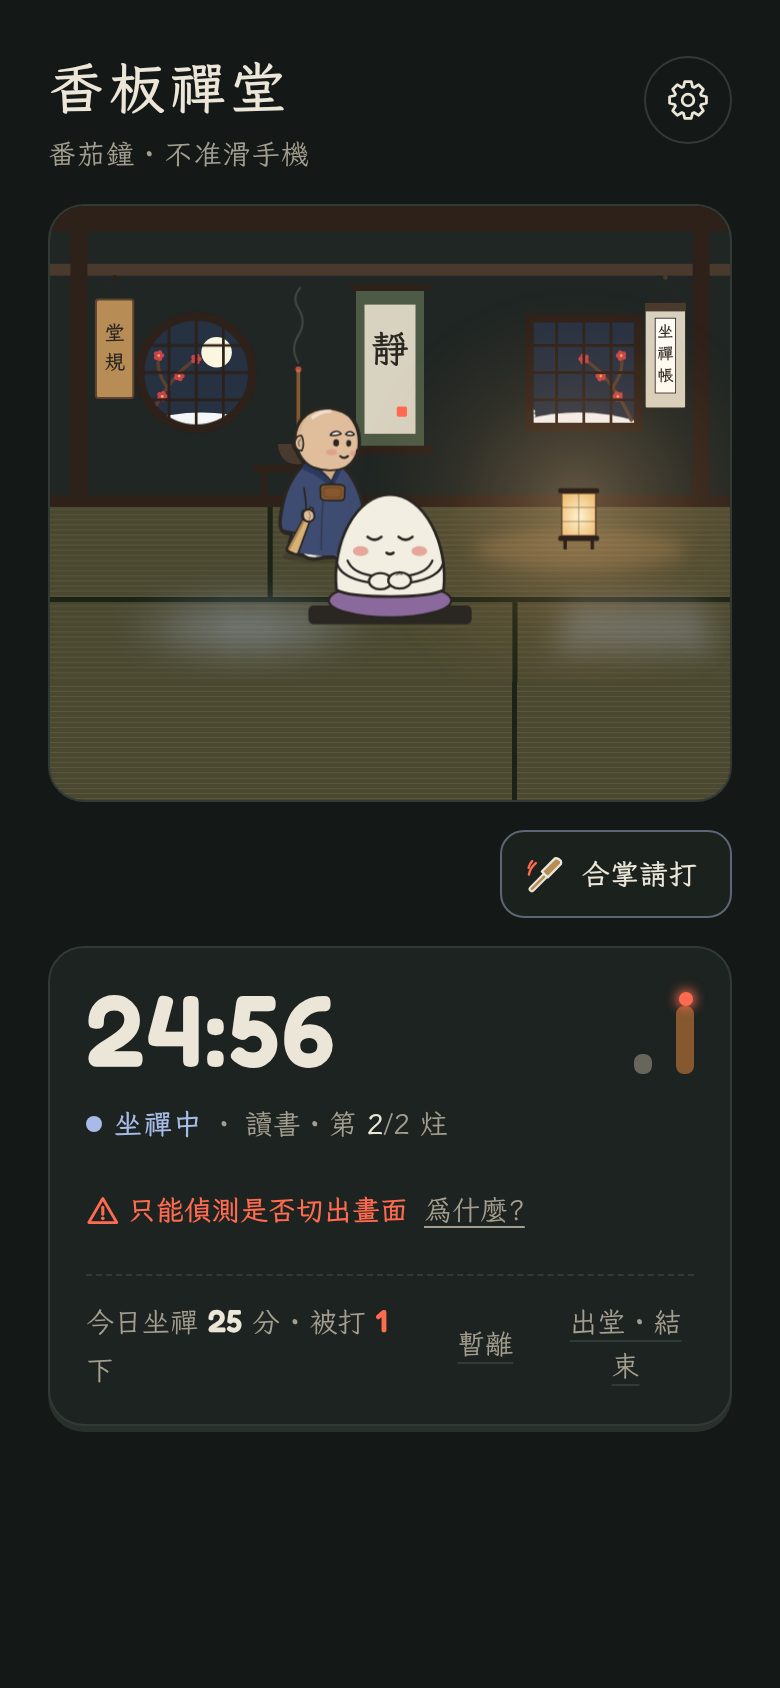 香板禪堂
番茄鐘・不准滑手機
堂規
靜
坐禪帳
合掌請打
24:56
坐禪中 ・ 讀書・第 2/2 炷
只能偵測是否切出畫面 為什麼?
今日坐禪 25 分・被打 1
下
暫離
出堂・結
束